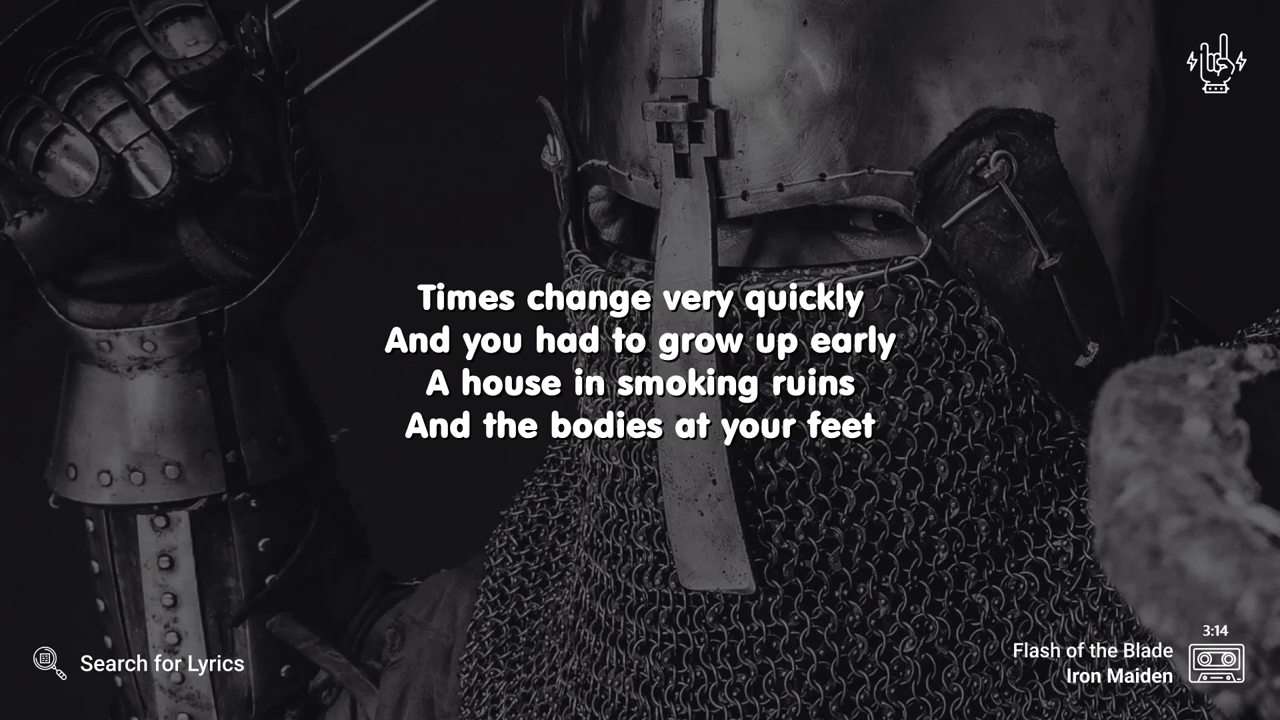 Times change very quickly
And you had to grow up early
A house in smoking ruins
And the bodies at your feet
Search for Lyrics
3:14
Flash of the Blade
Iron Maiden